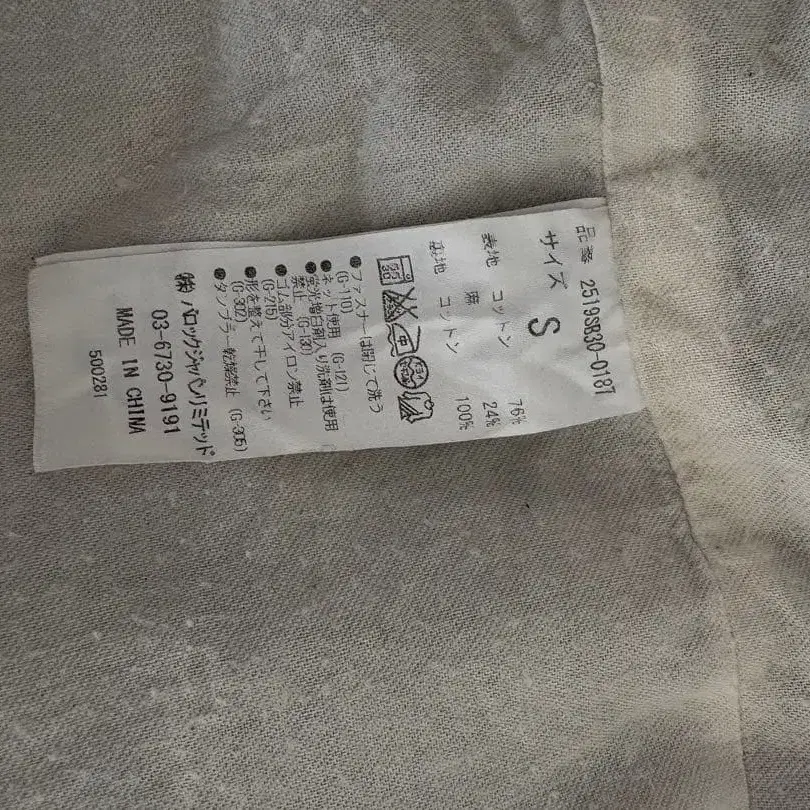 品番 2519SB30-0187
サイズ S
表地 コットン 76%
麻 24%
裏地 コットン 100%
●ファスナーは閉じて洗う
(G-110)
●ネット使用 (G-121)
●蛍光増白剤入り洗剤は使用
禁止 (G-130)
●ゴム部分アイロン禁止
(G-215)
●形を整えて干して下さい
(G-302)
●タンブラー乾燥禁止 (G-305)
㈱バロックジャパンリミテッド
03-6730-9191
MADE IN CHINA
500281